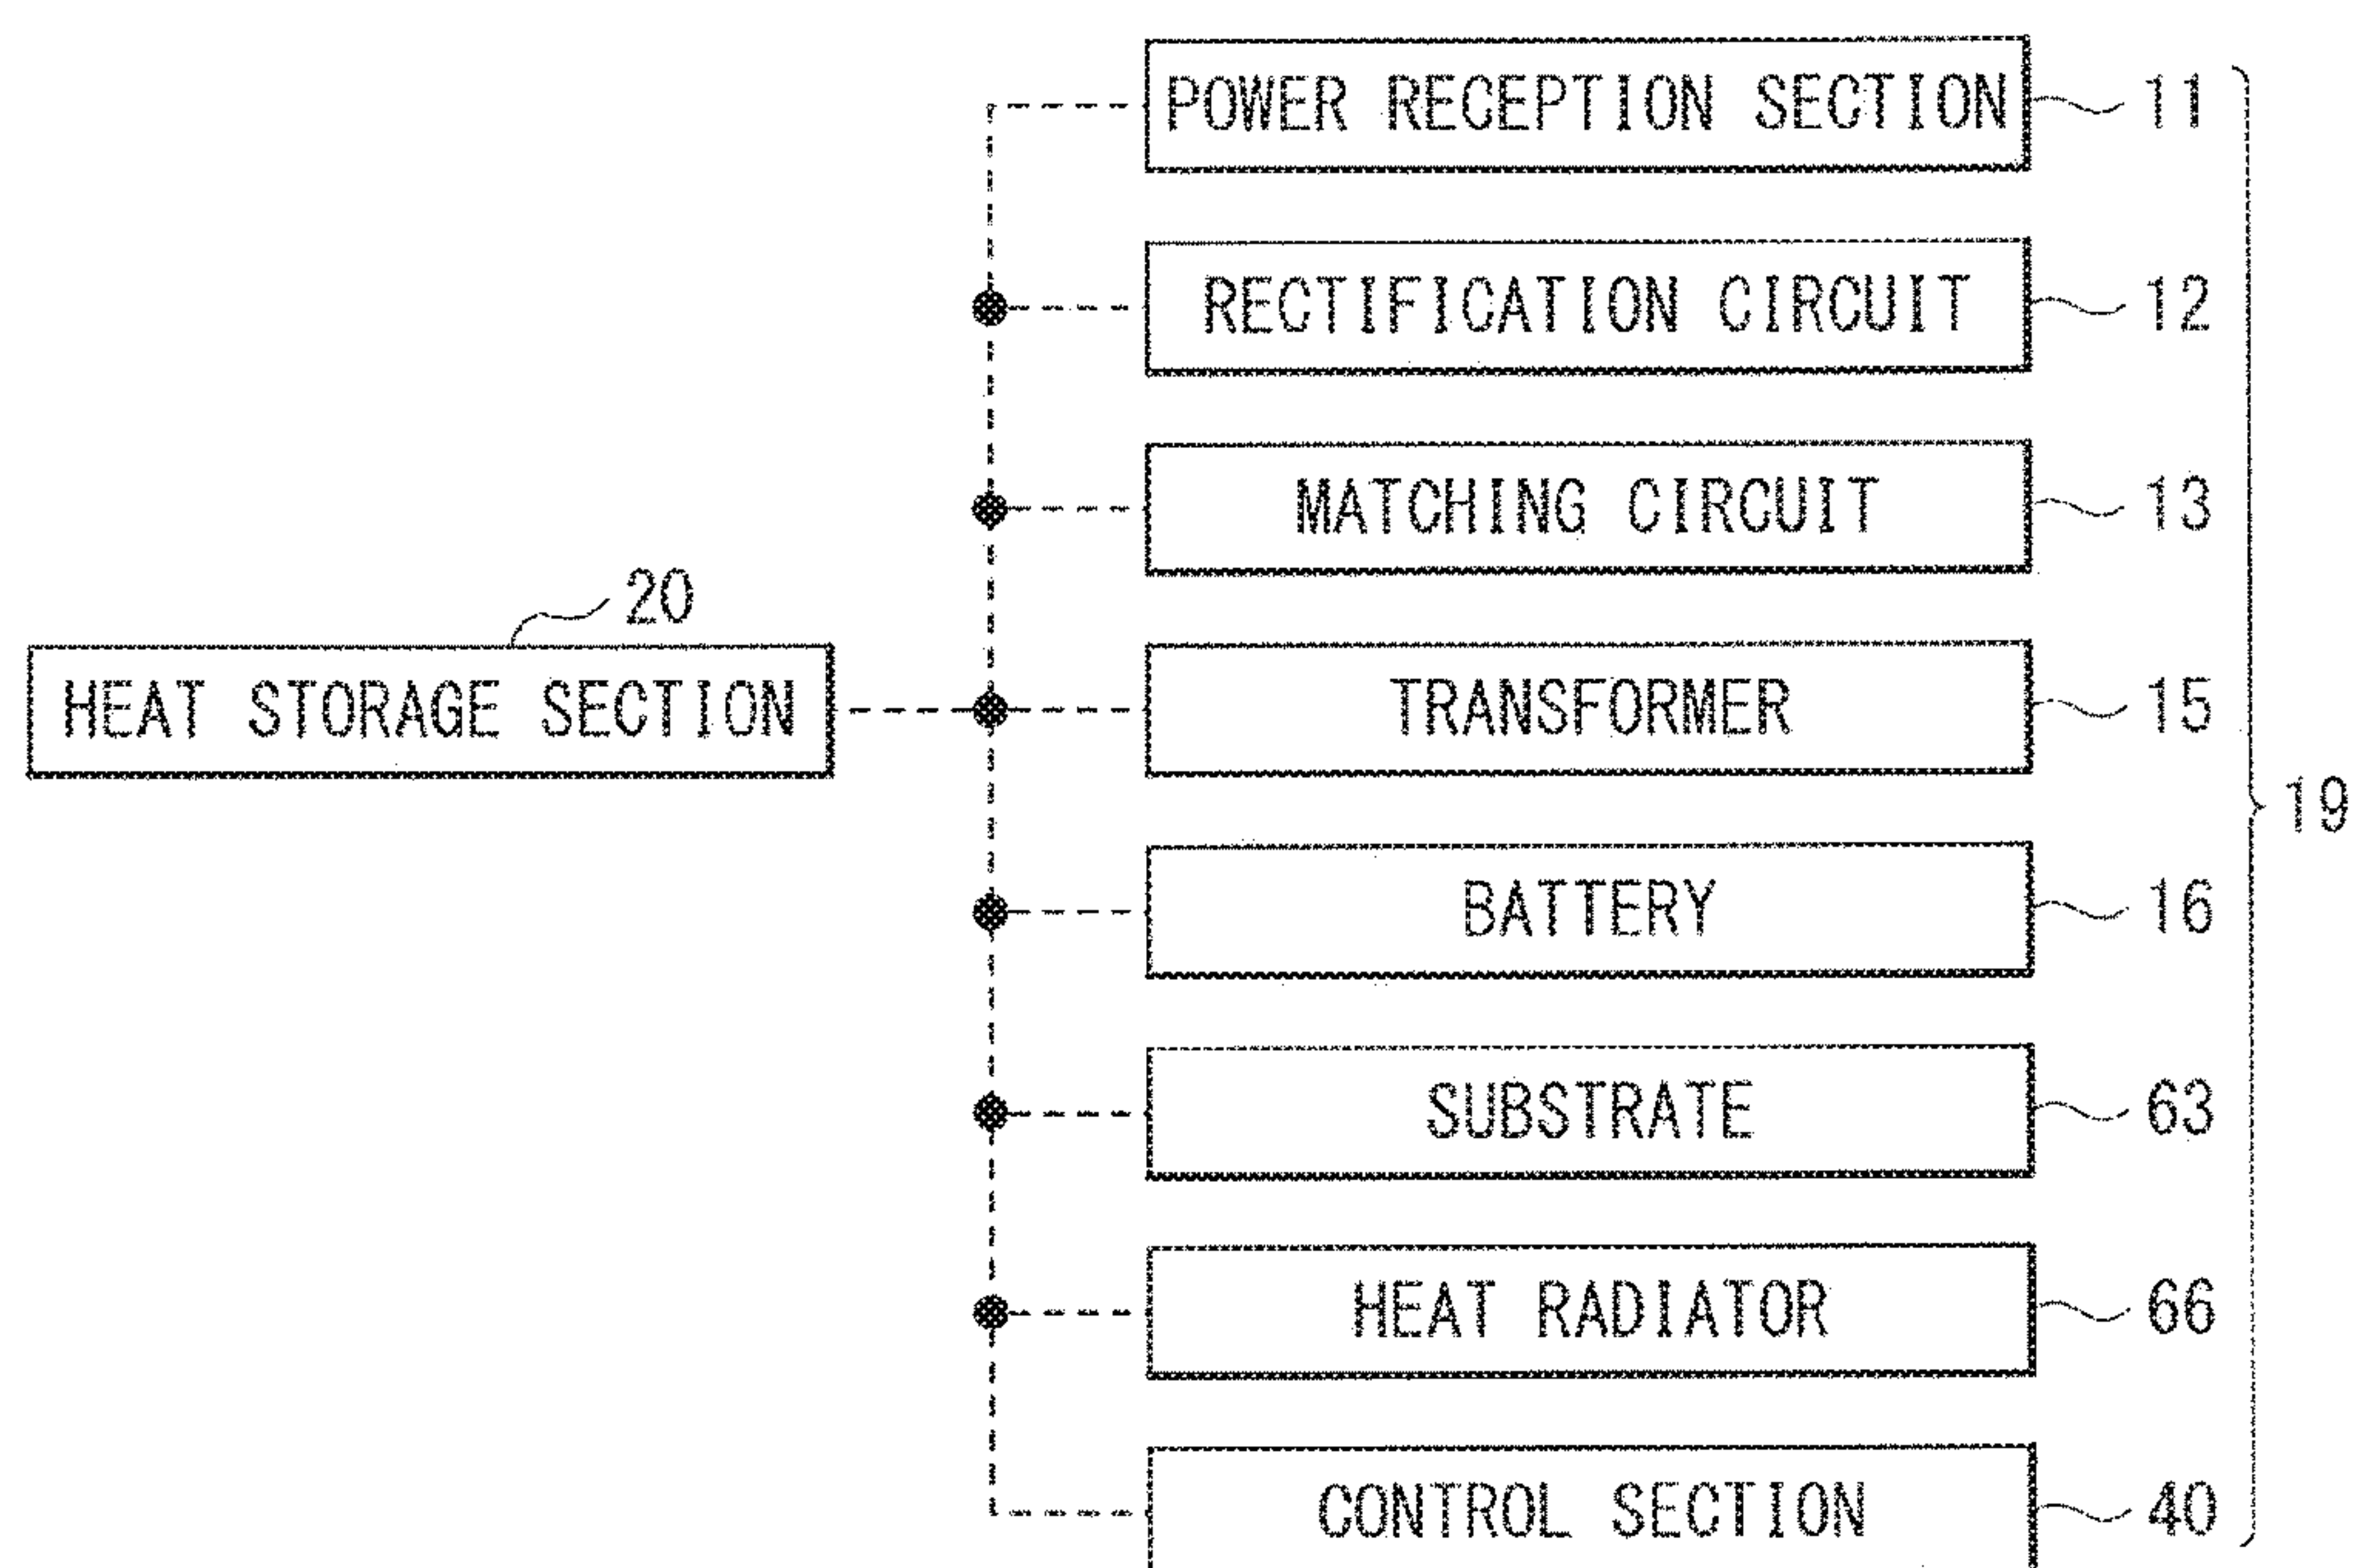 POWER RECEPTION SECTION 11
RECTIFICATION CIRCUIT 12
MATCHING CIRCUIT 13
20
HEAT STORAGE SECTION
TRANSFORMER 15
19
BATTERY 16
SUBSTRATE 63
HEAT RADIATOR 66
CONTROL SECTION 40